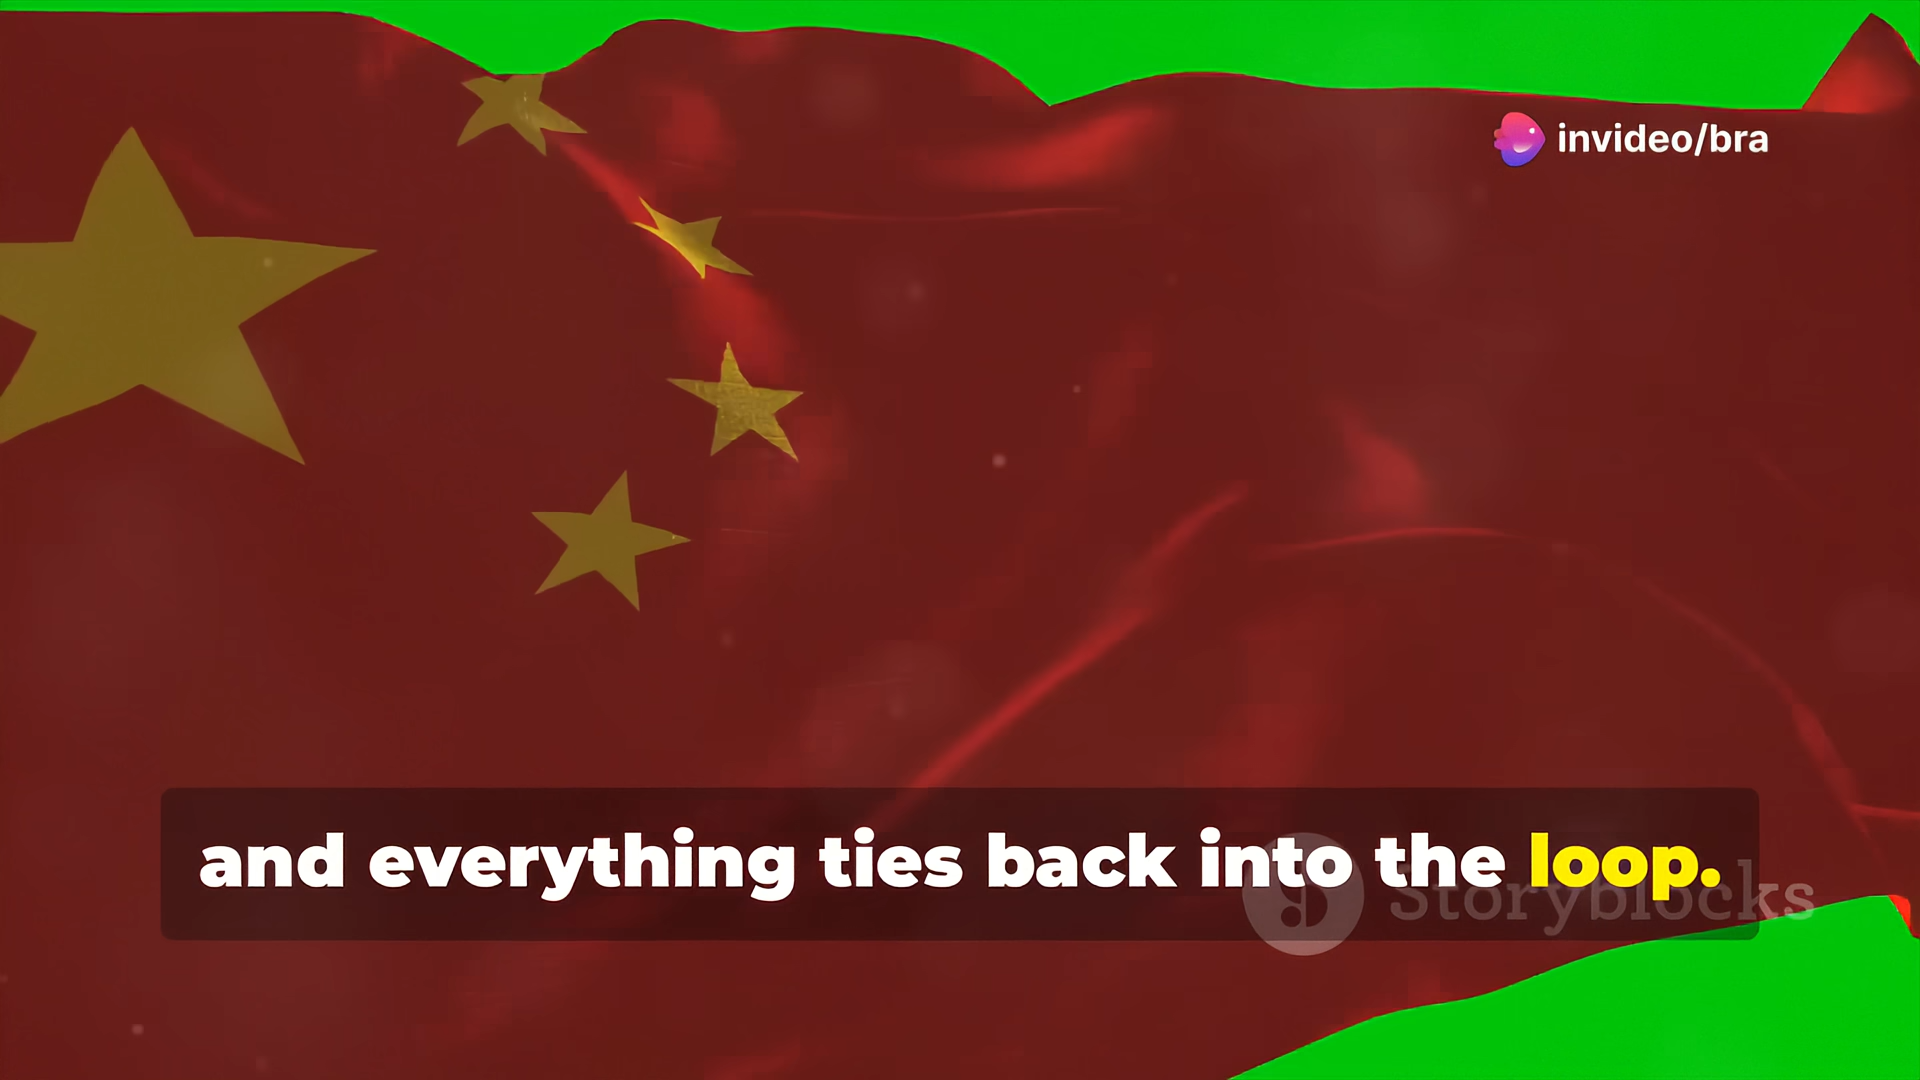 invideo/bra
and everything ties back into the loop.
Storyblocks